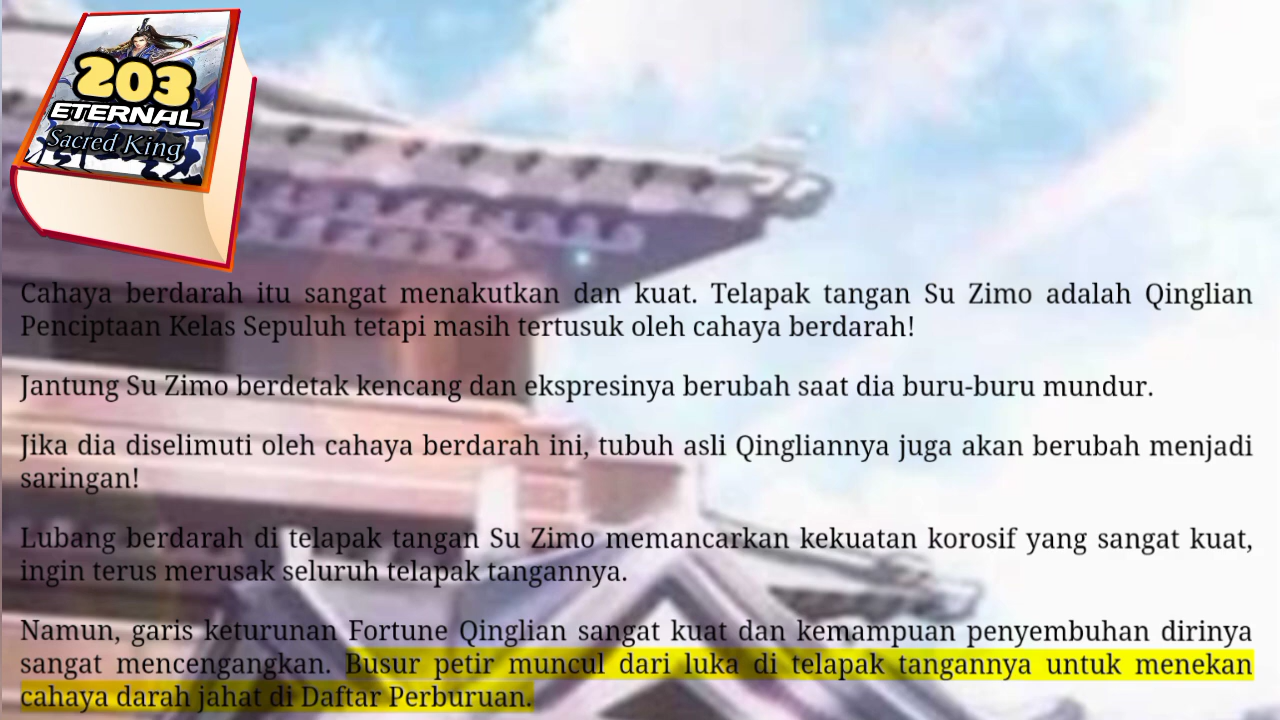 203
ETERNAL
Sacred King
Cahaya berdarah itu sangat menakutkan dan kuat. Telapak tangan Su Zimo adalah Qinglian
Penciptaan Kelas Sepuluh tetapi masih tertusuk oleh cahaya berdarah!
Jantung Su Zimo berdetak kencang dan ekspresinya berubah saat dia buru-buru mundur.
Jika dia diselimuti oleh cahaya berdarah ini, tubuh asli Qingliannya juga akan berubah menjadi
saringan!
Lubang berdarah di telapak tangan Su Zimo memancarkan kekuatan korosif yang sangat kuat,
ingin terus merusak seluruh telapak tangannya.
Namun, garis keturunan Fortune Qinglian sangat kuat dan kemampuan penyembuhan dirinya
sangat mencengangkan. Busur petir muncul dari luka di telapak tangannya untuk menekan
cahaya darah jahat di Daftar Perburuan.